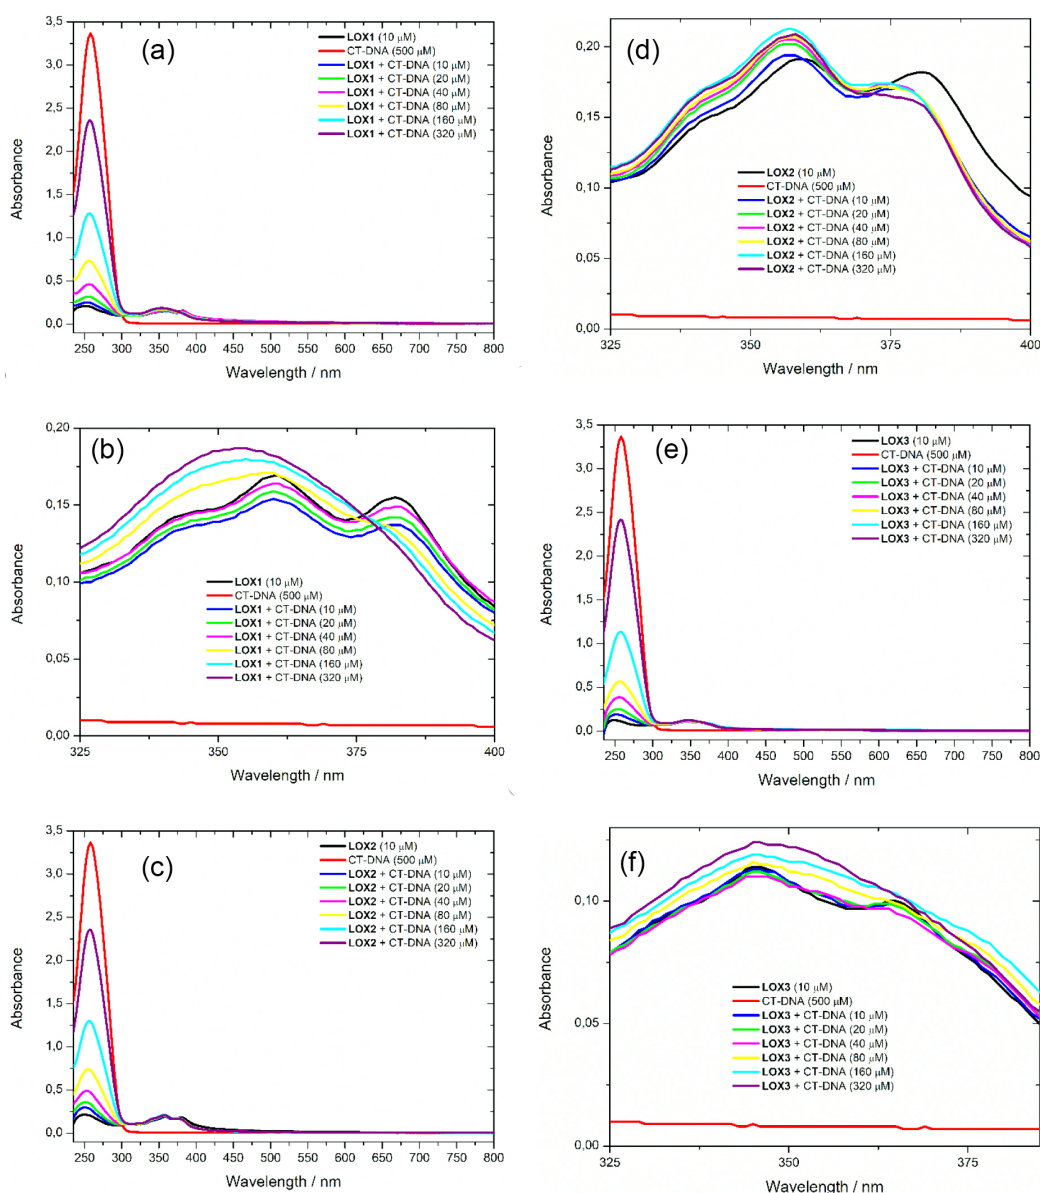 (a)
LOX1 (10 μM)
CT-DNA (500 μM)
LOX1 + CT-DNA (10 μM)
LOX1 + CT-DNA (20 μM)
LOX1 + CT-DNA (40 μM)
LOX1 + CT-DNA (80 μM)
LOX1 + CT-DNA (160 μM)
LOX1 + CT-DNA (320 μM)
Absorbance
3,5
3,0
2,5
2,0
1,5
1,0
0,5
0,0
250 300 350 400 450 500 550 600 650 700 750 800
Wavelength / nm
(d)
LOX2 (10 μM)
CT-DNA (500 μM)
LOX2 + CT-DNA (10 μM)
LOX2 + CT-DNA (20 μM)
LOX2 + CT-DNA (40 μM)
LOX2 + CT-DNA (80 μM)
LOX2 + CT-DNA (160 μM)
LOX2 + CT-DNA (320 μM)
Absorbance
0,20
0,15
0,10
0,05
0,00
325 350 375 400
Wavelength / nm
(b)
LOX1 (10 μM)
CT-DNA (500 μM)
LOX1 + CT-DNA (10 μM)
LOX1 + CT-DNA (20 μM)
LOX1 + CT-DNA (40 μM)
LOX1 + CT-DNA (80 μM)
LOX1 + CT-DNA (160 μM)
LOX1 + CT-DNA (320 μM)
Absorbance
0,20
0,15
0,10
0,05
0,00
325 350 375 400
Wavelength / nm
(e)
LOX3 (10 μM)
CT-DNA (500 μM)
LOX3 + CT-DNA (10 μM)
LOX3 + CT-DNA (20 μM)
LOX3 + CT-DNA (40 μM)
LOX3 + CT-DNA (80 μM)
LOX3 + CT-DNA (160 μM)
LOX3 + CT-DNA (320 μM)
Absorbance
3,5
3,0
2,5
2,0
1,5
1,0
0,5
0,0
250 300 350 400 450 500 550 600 650 700 750 800
Wavelength / nm
(c)
LOX2 (10 μM)
CT-DNA (500 μM)
LOX2 + CT-DNA (10 μM)
LOX2 + CT-DNA (20 μM)
LOX2 + CT-DNA (40 μM)
LOX2 + CT-DNA (80 μM)
LOX2 + CT-DNA (160 μM)
LOX2 + CT-DNA (320 μM)
Absorbance
3,5
3,0
2,5
2,0
1,5
1,0
0,5
0,0
250 300 350 400 450 500 550 600 650 700 750 800
Wavelength / nm
(f)
LOX3 (10 μM)
CT-DNA (500 μM)
LOX3 + CT-DNA (10 μM)
LOX3 + CT-DNA (20 μM)
LOX3 + CT-DNA (40 μM)
LOX3 + CT-DNA (80 μM)
LOX3 + CT-DNA (160 μM)
LOX3 + CT-DNA (320 μM)
Absorbance
0,10
0,05
0,00
325 350 375
Wavelength / nm